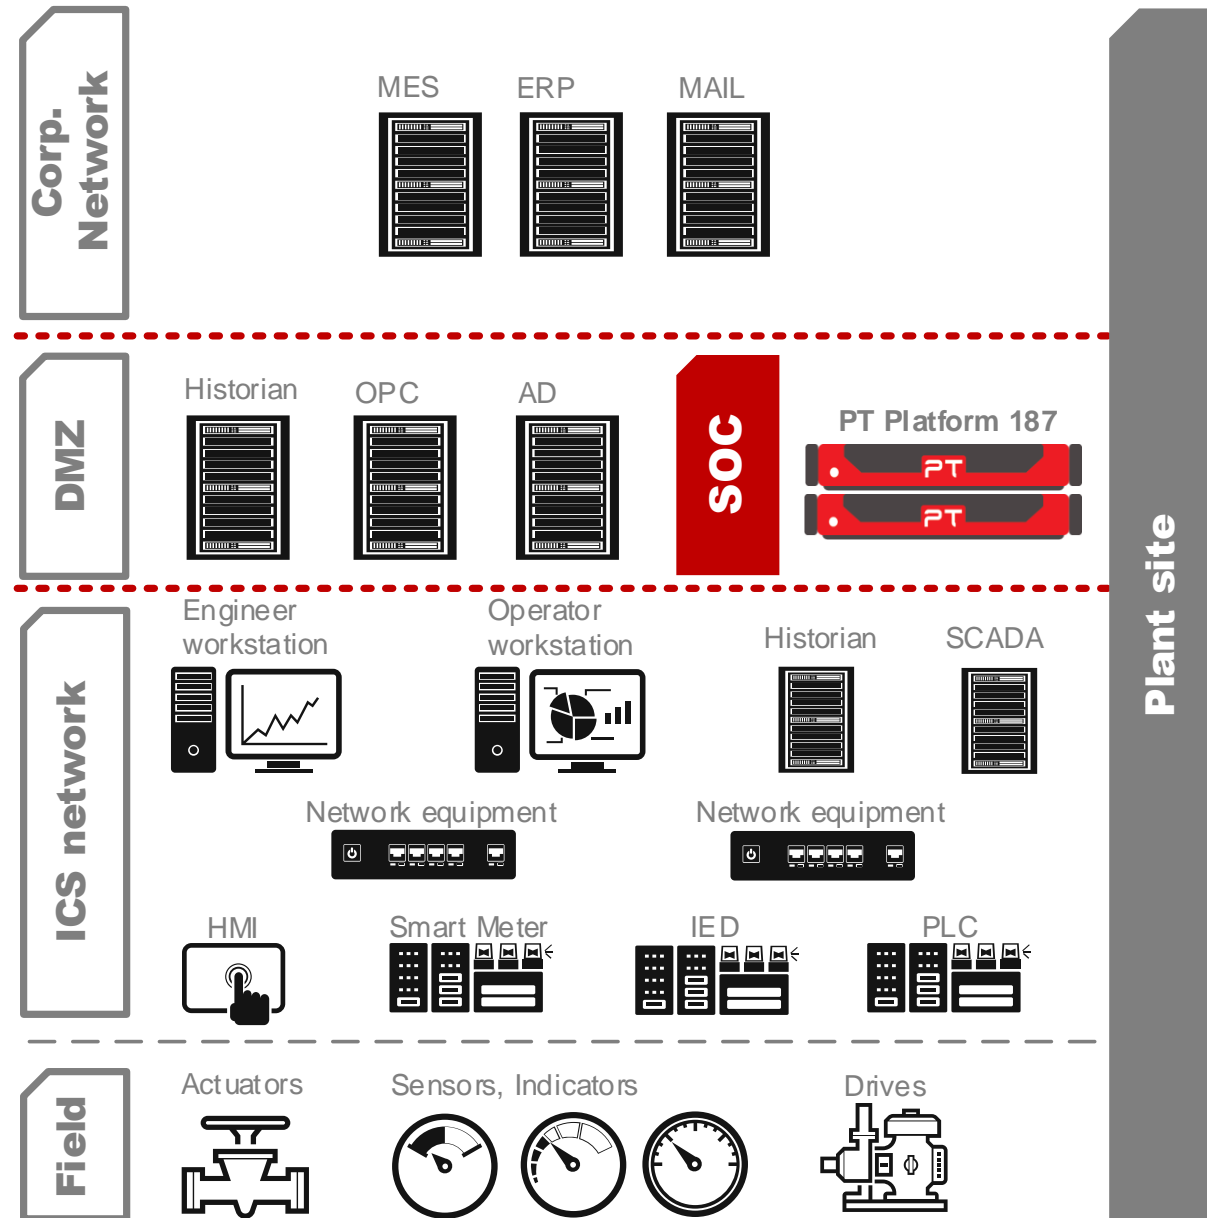 Corp.
Network
MES
ERP
MAIL
DMZ
Historian
OPC
AD
SOC
PT Platform 187
PT
PT
Plant site
ICS network
Engineer
workstation
Operator
workstation
Historian
SCADA
Network equipment
Network equipment
HMI
Smart Meter
IED
PLC
Field
Actuators
Sensors, Indicators
Drives